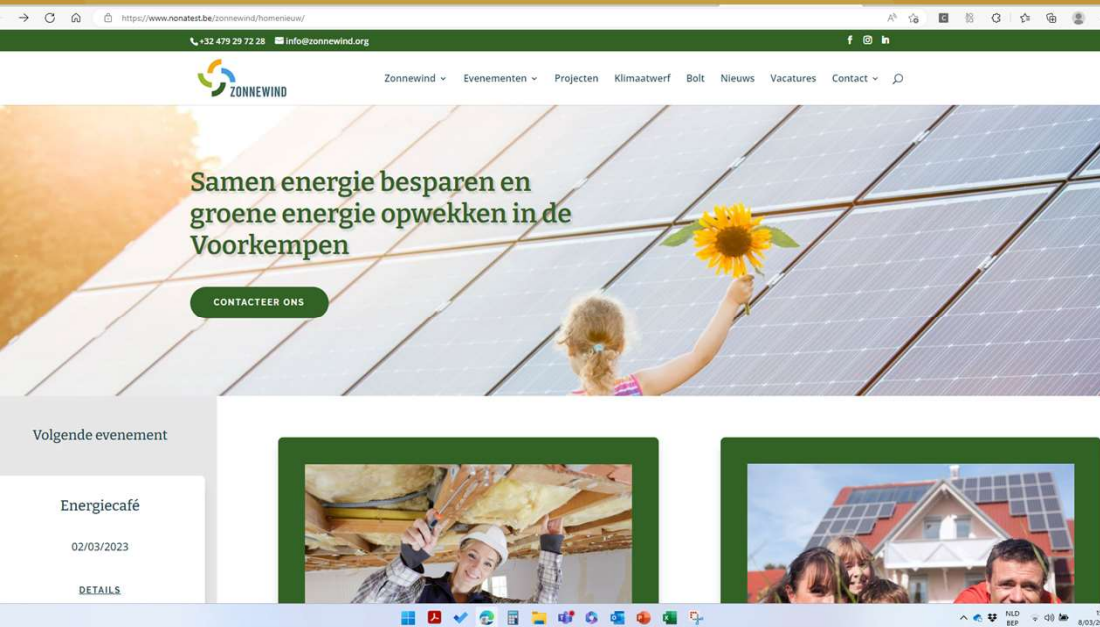 https://www.nonatest.be/zonnewind/homenieuw/
+32 479 29 72 28 info@zonnewind.org
ZONNEWIND
Zonnewind Evenementen Projecten Klimaatwerf Bolt Nieuws Vacatures Contact
Samen energie besparen en
groene energie opwekken in de
Voorkempen
CONTACTEER ONS
Volgende evenement
Energiecafé
02/03/2023
DETAILS
NLD
BEP